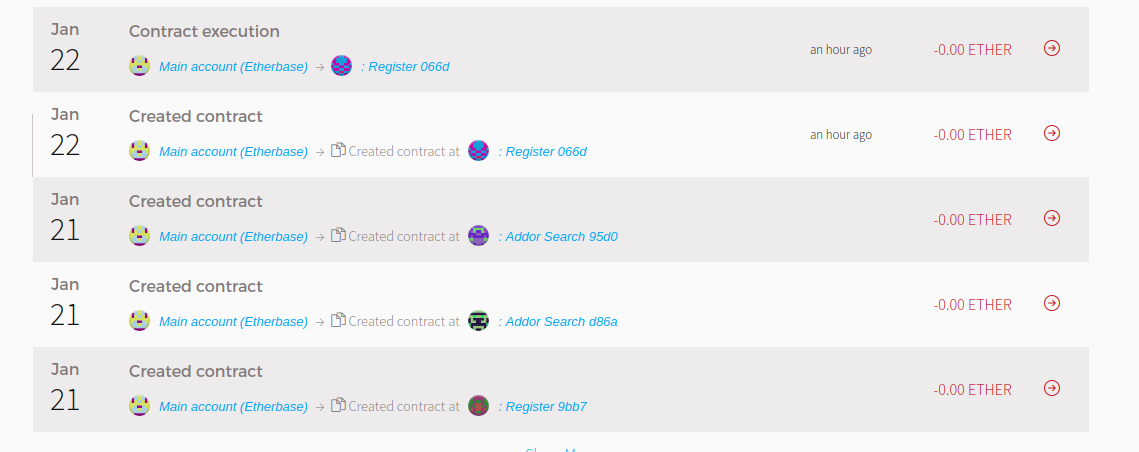 Jan
22
Contract execution
Main account (Etherbase) → : Register 066d
an hour ago
-0.00 ETHER
Jan
22
Created contract
Main account (Etherbase) → Created contract at : Register 066d
an hour ago
-0.00 ETHER
Jan
21
Created contract
Main account (Etherbase) → Created contract at : Addor Search 95d0
-0.00 ETHER
Jan
21
Created contract
Main account (Etherbase) → Created contract at : Addor Search d86a
-0.00 ETHER
Jan
21
Created contract
Main account (Etherbase) → Created contract at : Register 9bb7
-0.00 ETHER